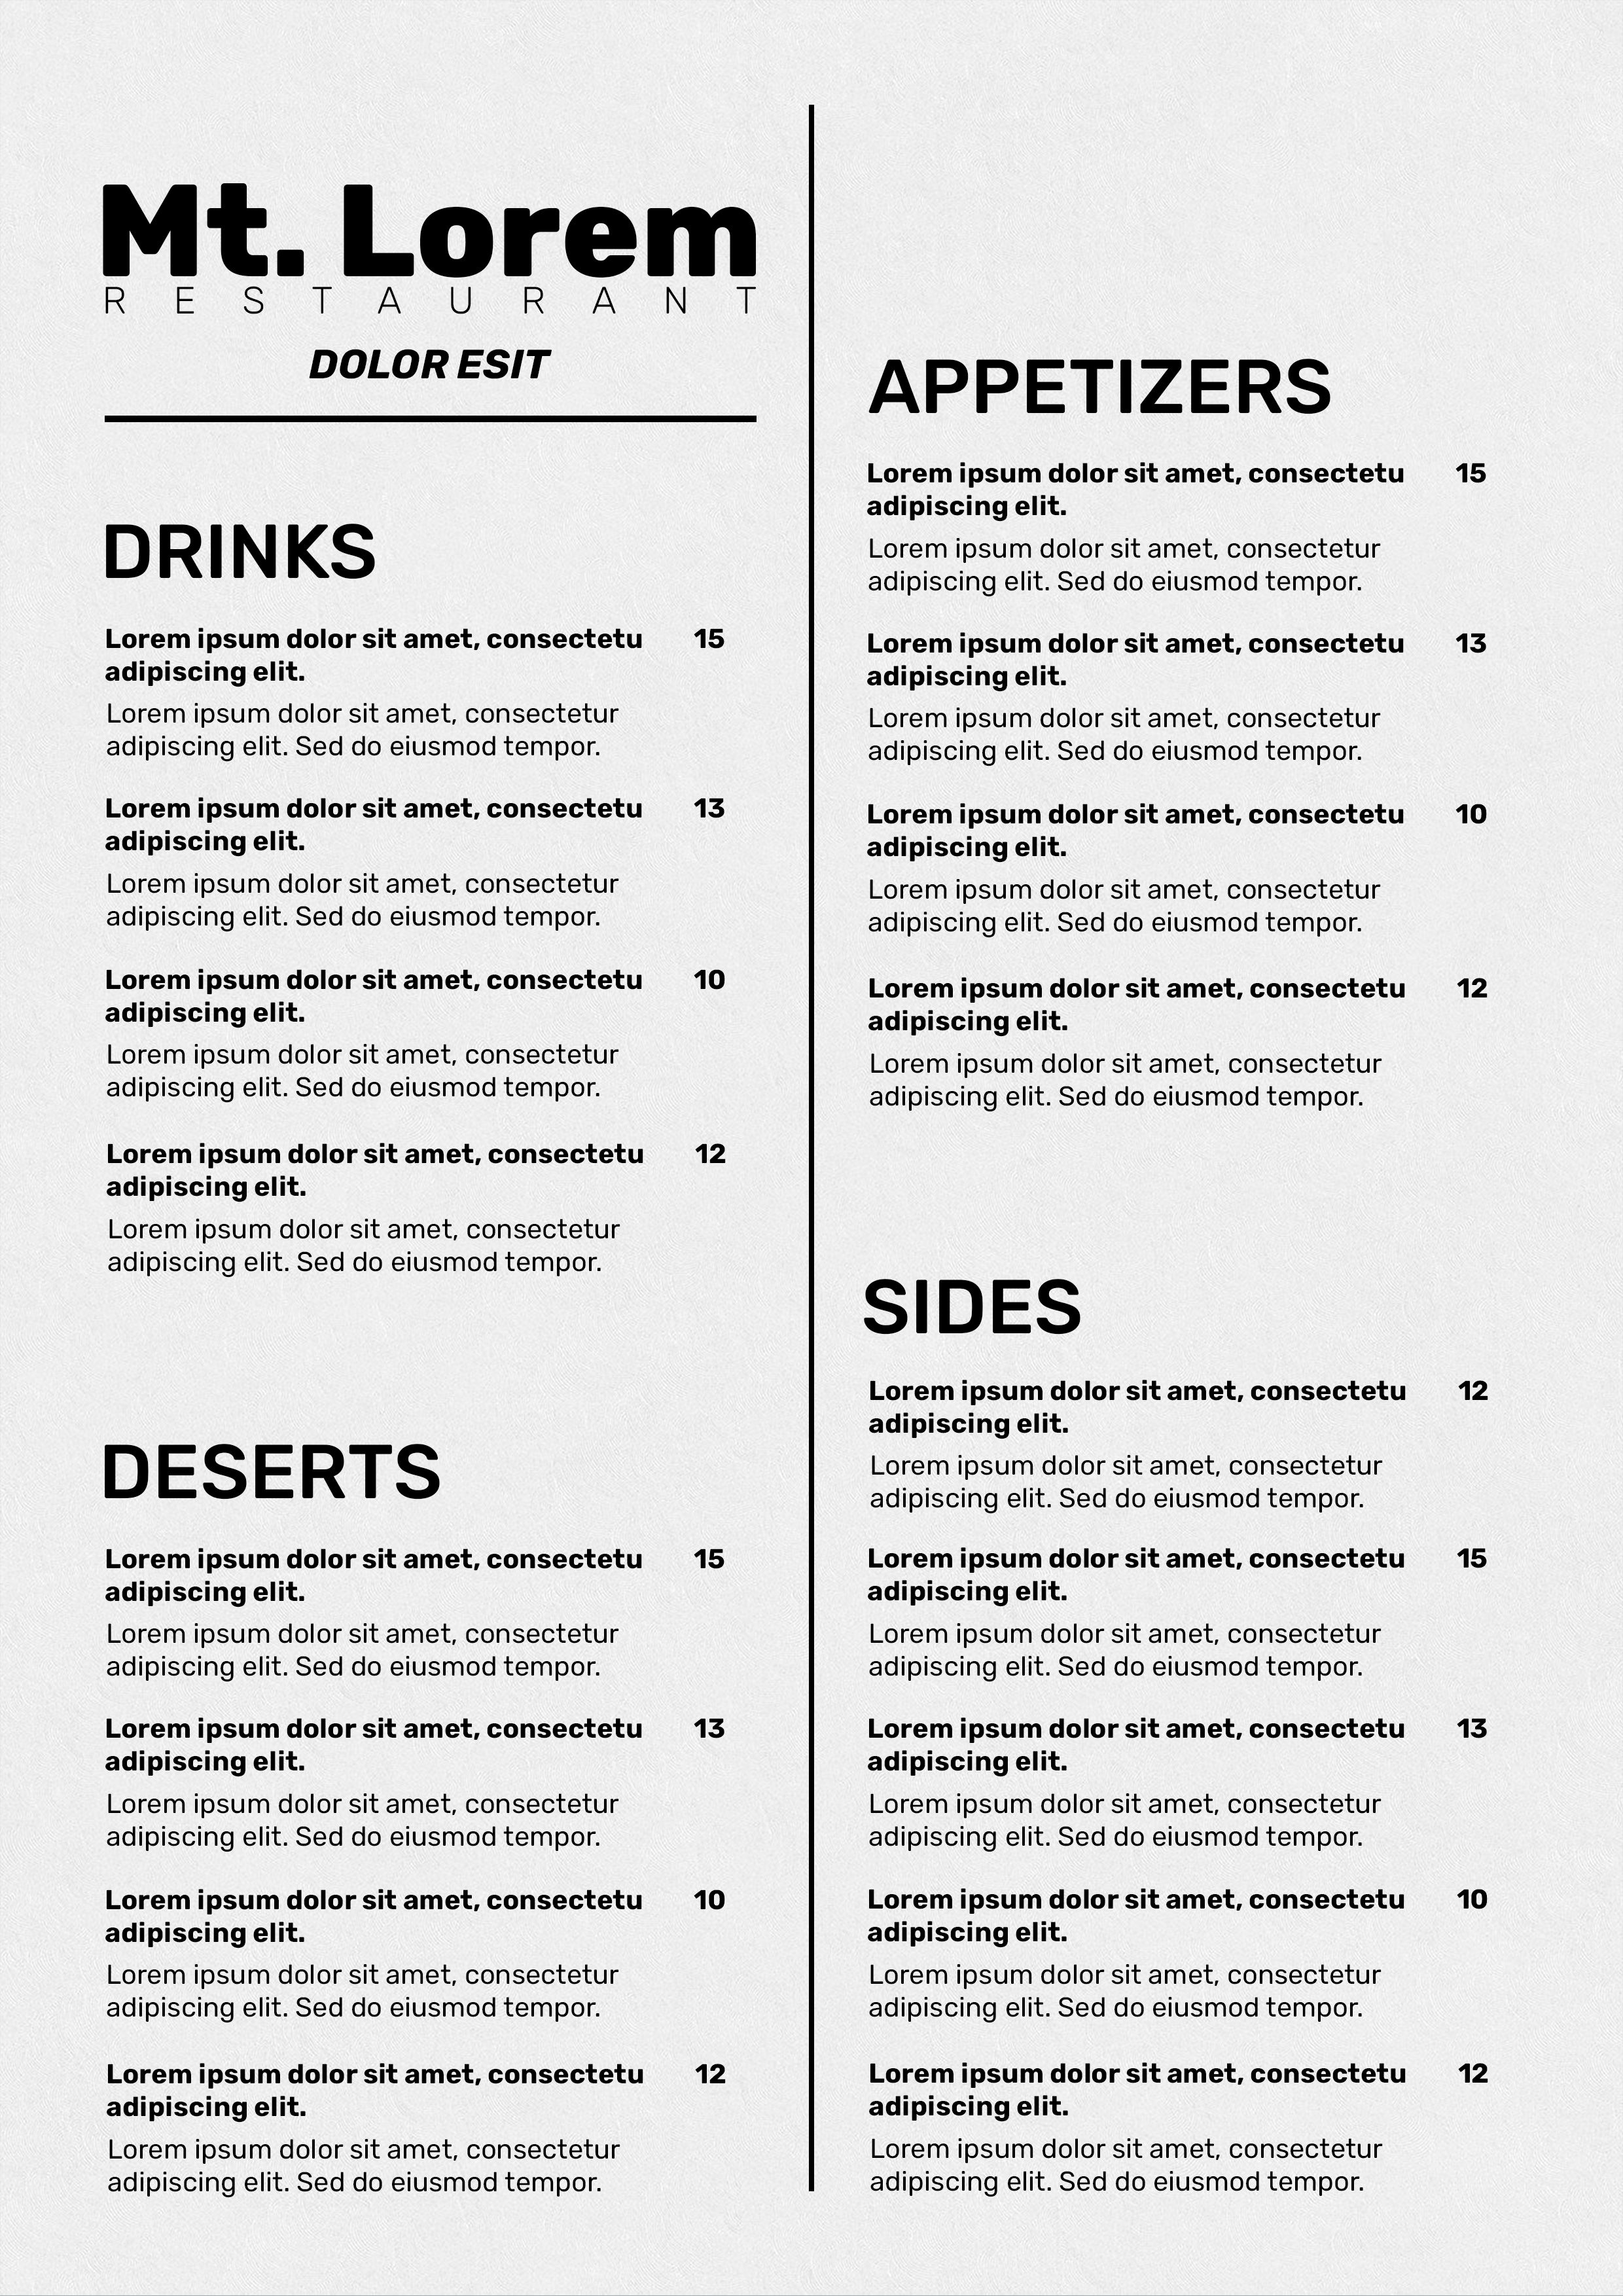 Mt. Lorem
RESTAURANT
DOLOR ESIT
DRINKS
Lorem ipsum dolor sit amet, consectetu 15
adipiscing elit.
Lorem ipsum dolor sit amet, consectetur
adipiscing elit. Sed do eiusmod tempor.
Lorem ipsum dolor sit amet, consectetu 13
adipiscing elit.
Lorem ipsum dolor sit amet, consectetur
adipiscing elit. Sed do eiusmod tempor.
Lorem ipsum dolor sit amet, consectetu 10
adipiscing elit.
Lorem ipsum dolor sit amet, consectetur
adipiscing elit. Sed do eiusmod tempor.
Lorem ipsum dolor sit amet, consectetu 12
adipiscing elit.
Lorem ipsum dolor sit amet, consectetur
adipiscing elit. Sed do eiusmod tempor.
DESERTS
Lorem ipsum dolor sit amet, consectetu 15
adipiscing elit.
Lorem ipsum dolor sit amet, consectetur
adipiscing elit. Sed do eiusmod tempor.
Lorem ipsum dolor sit amet, consectetu 13
adipiscing elit.
Lorem ipsum dolor sit amet, consectetur
adipiscing elit. Sed do eiusmod tempor.
Lorem ipsum dolor sit amet, consectetu 10
adipiscing elit.
Lorem ipsum dolor sit amet, consectetur
adipiscing elit. Sed do eiusmod tempor.
Lorem ipsum dolor sit amet, consectetu 12
adipiscing elit.
Lorem ipsum dolor sit amet, consectetur
adipiscing elit. Sed do eiusmod tempor.
APPETIZERS
Lorem ipsum dolor sit amet, consectetu 15
adipiscing elit.
Lorem ipsum dolor sit amet, consectetur
adipiscing elit. Sed do eiusmod tempor.
Lorem ipsum dolor sit amet, consectetu 13
adipiscing elit.
Lorem ipsum dolor sit amet, consectetur
adipiscing elit. Sed do eiusmod tempor.
Lorem ipsum dolor sit amet, consectetu 10
adipiscing elit.
Lorem ipsum dolor sit amet, consectetur
adipiscing elit. Sed do eiusmod tempor.
Lorem ipsum dolor sit amet, consectetu 12
adipiscing elit.
Lorem ipsum dolor sit amet, consectetur
adipiscing elit. Sed do eiusmod tempor.
SIDES
Lorem ipsum dolor sit amet, consectetu 12
adipiscing elit.
Lorem ipsum dolor sit amet, consectetur
adipiscing elit. Sed do eiusmod tempor.
Lorem ipsum dolor sit amet, consectetu 15
adipiscing elit.
Lorem ipsum dolor sit amet, consectetur
adipiscing elit. Sed do eiusmod tempor.
Lorem ipsum dolor sit amet, consectetu 13
adipiscing elit.
Lorem ipsum dolor sit amet, consectetur
adipiscing elit. Sed do eiusmod tempor.
Lorem ipsum dolor sit amet, consectetu 10
adipiscing elit.
Lorem ipsum dolor sit amet, consectetur
adipiscing elit. Sed do eiusmod tempor.
Lorem ipsum dolor sit amet, consectetu 12
adipiscing elit.
Lorem ipsum dolor sit amet, consectetur
adipiscing elit. Sed do eiusmod tempor.